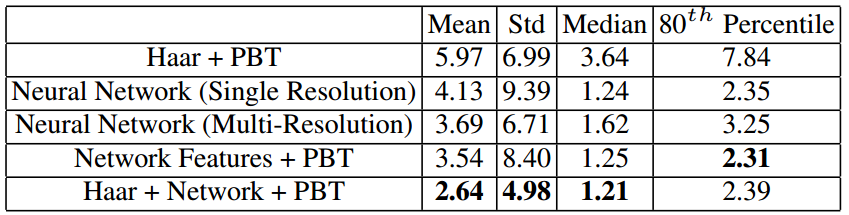 Mean Std Median 80th Percentile
Haar + PBT 5.97 6.99 3.64 7.84
Neural Network (Single Resolution) 4.13 9.39 1.24 2.35
Neural Network (Multi-Resolution) 3.69 6.71 1.62 3.25
Network Features + PBT 3.54 8.40 1.25 2.31
Haar + Network + PBT 2.64 4.98 1.21 2.39